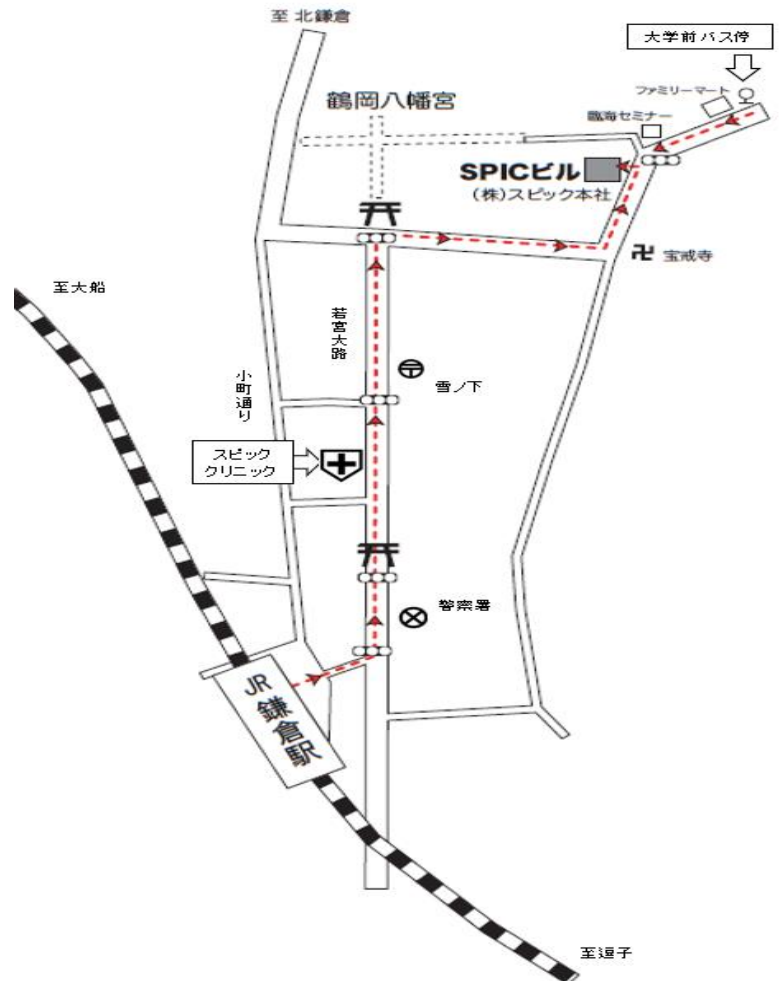 至 北鎌倉
大学前バス停
ファミリーマート
臨海セミナー
鶴岡八幡宮
SPICビル
(株)スピック本社
宝戒寺
至大船
若宮大路
小町通り
雪ノ下
スピック
クリニック
警察署
JR
鎌倉駅
至逗子